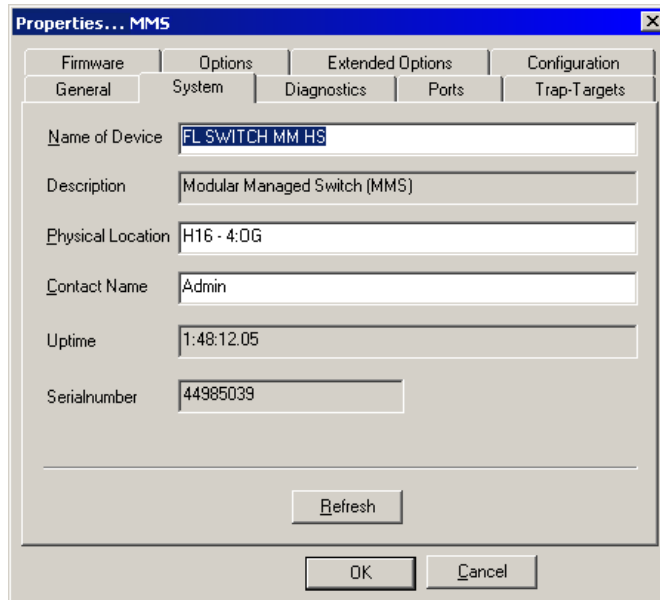 Properties... MMS
Firmware Options Extended Options Configuration
General System Diagnostics Ports Trap-Targets
Name of Device FL SWITCH MM HS
Description Modular Managed Switch (MMS)
Physical Location H16 - 4:OG
Contact Name Admin
Uptime 1:48:12.05
Serialnumber 44985039
Refresh
OK Cancel